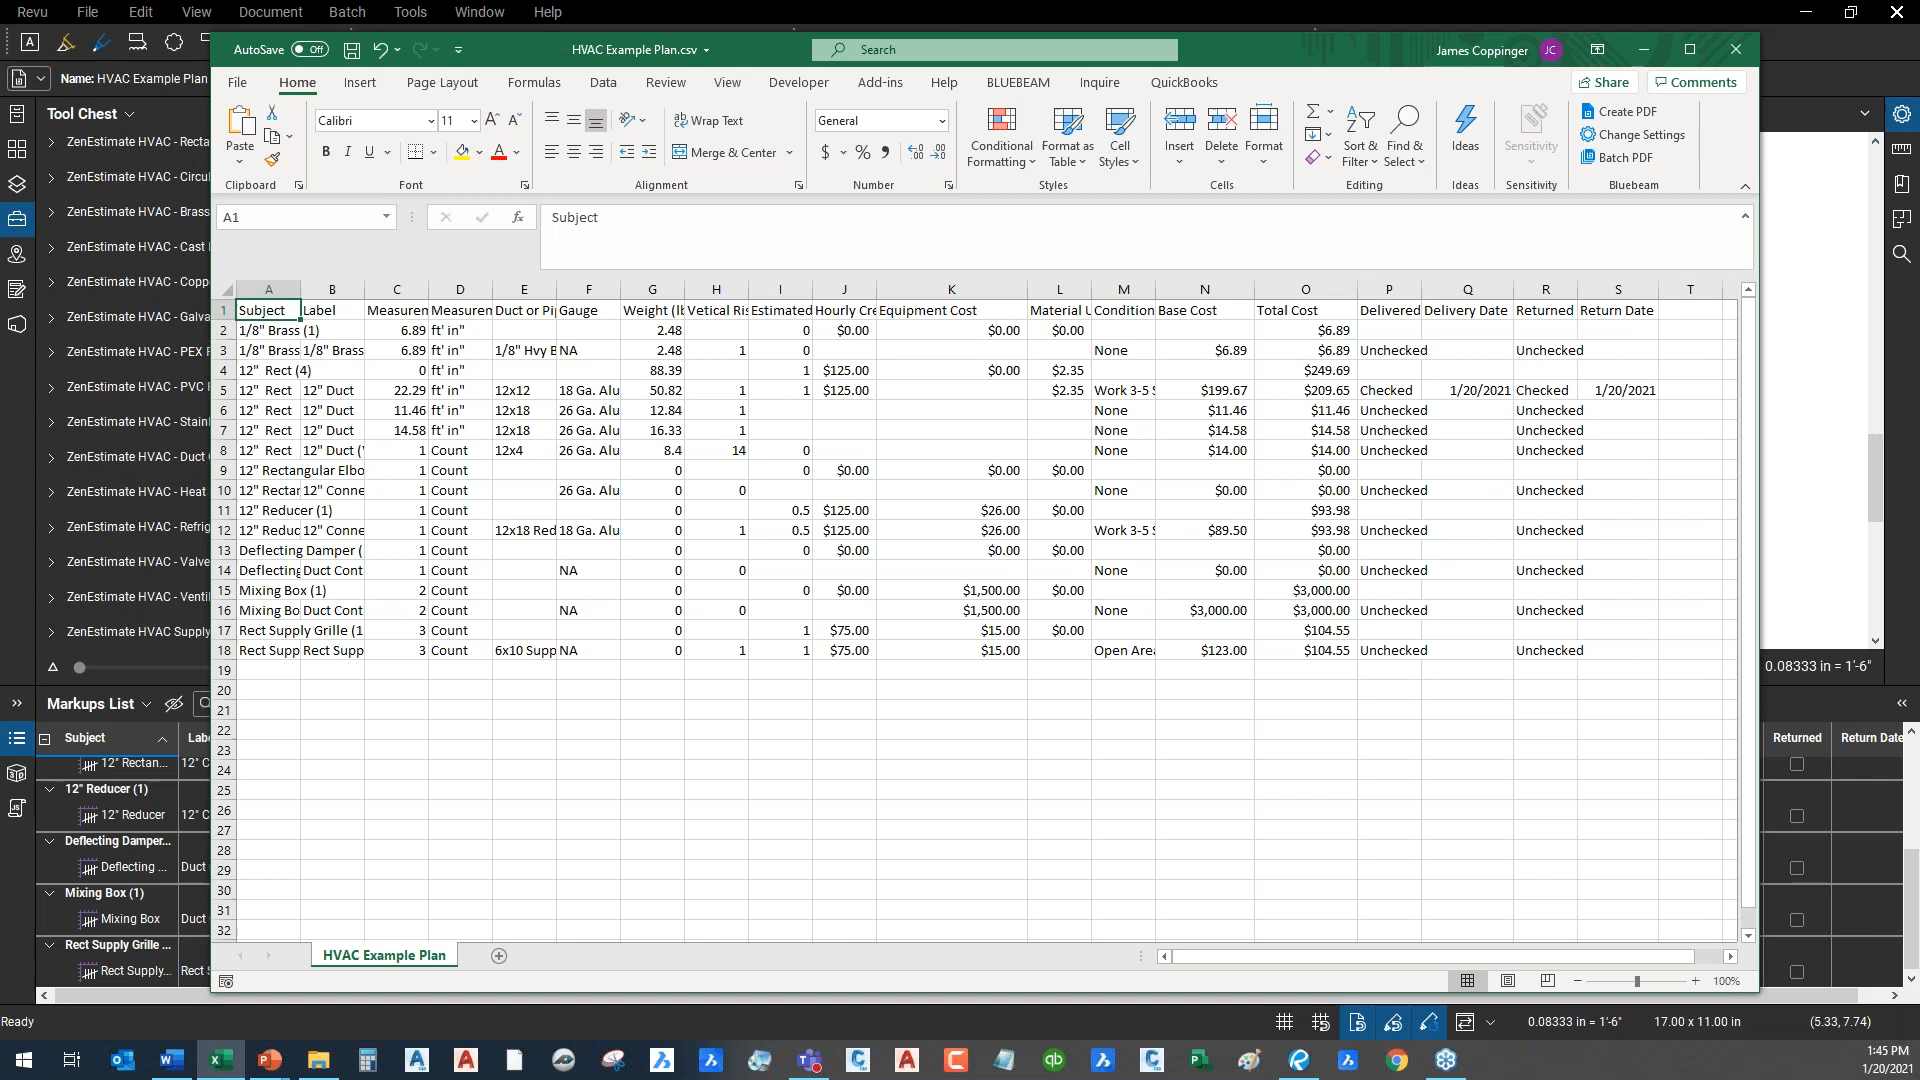 Revu File Edit View Document Batch Tools Window Help
AutoSave Off HVAC Example Plan.csv Search James Coppinger JC
Name: HVAC Example Plan
File Home Insert Page Layout Formulas Data Review View Developer Add-ins Help BLUEBEAM Inquire QuickBooks Share Comments
Tool Chest
ZenEstimate HVAC - Recta
ZenEstimate HVAC - Circul
ZenEstimate HVAC - Brass
ZenEstimate HVAC - Cast
ZenEstimate HVAC - Copp
ZenEstimate HVAC - Galva
ZenEstimate HVAC - PEX
ZenEstimate HVAC - PVC
ZenEstimate HVAC - Stain
ZenEstimate HVAC - Duct
ZenEstimate HVAC - Heat
ZenEstimate HVAC - Refrig
ZenEstimate HVAC - Valve
ZenEstimate HVAC - Ventil
ZenEstimate HVAC Supply
Paste
Calibri 11
B I U
Wrap Text
Merge & Center
General
$ %
Conditional Formatting
Format as Table
Cell Styles
Insert Delete Format
Sort & Filter
Find & Select
Ideas
Sensitivity
Create PDF
Change Settings
Batch PDF
Clipboard Font Alignment Number Styles Cells Editing Ideas Sensitivity Bluebeam
A1 fx Subject
A B C D E F G H I J K L M N O P Q R S T
1 Subject Label Measuren Measuren Duct or Pi Gauge Weight (lb Vetical Ri Estimated Hourly Cre Equipment Cost Material U Condition Base Cost Total Cost Delivered Delivery Date Returned Return Date
2 1/8" Brass (1) 6.89 ft' in" 2.48 0 $0.00 $0.00 $0.00 $6.89
3 1/8" Brass 1/8" Brass 6.89 ft' in" 1/8" Hvy B NA 2.48 1 0 None $6.89 $6.89 Unchecked Unchecked
4 12" Rect (4) 0 ft' in" 88.39 1 $125.00 $0.00 $2.35 $249.69
5 12" Rect 12" Duct 22.29 ft' in" 12x12 18 Ga. Alu 50.82 1 1 $125.00 $2.35 Work 3-5 S $199.67 $209.65 Checked 1/20/2021 Checked 1/20/2021
6 12" Rect 12" Duct 11.46 ft' in" 12x18 26 Ga. Alu 12.84 1 None $11.46 $11.46 Unchecked Unchecked
7 12" Rect 12" Duct 14.58 ft' in" 12x18 26 Ga. Alu 16.33 1 None $14.58 $14.58 Unchecked Unchecked
8 12" Rect 12" Duct (V 1 Count 12x4 26 Ga. Alu 8.4 14 0 None $14.00 $14.00 Unchecked Unchecked
9 12" Rectangular Elbo 1 Count 0 0 $0.00 $0.00 $0.00 $0.00
10 12" Rectar 12" Conne 1 Count 26 Ga. Alu 0 0 None $0.00 $0.00 Unchecked Unchecked
11 12" Reducer (1) 1 Count 0 0.5 $125.00 $26.00 $0.00 $93.98
12 12" Reduc 12" Conne 1 Count 12x18 Red 18 Ga. Alu 0 1 0.5 $125.00 $26.00 Work 3-5 S $89.50 $93.98 Unchecked Unchecked
13 Deflecting Damper ( 1 Count 0 0 $0.00 $0.00 $0.00 $0.00
14 Deflecting Duct Cont 1 Count NA 0 0 None $0.00 $0.00 Unchecked Unchecked
15 Mixing Box (1) 2 Count 0 0 $0.00 $1,500.00 $0.00 $3,000.00
16 Mixing Bo Duct Cont 2 Count NA 0 0 $1,500.00 None $3,000.00 $3,000.00 Unchecked Unchecked
17 Rect Supply Grille (1 3 Count 0 1 $75.00 $15.00 $0.00 $104.55
18 Rect Supp Rect Supp 3 Count 6x10 Supp NA 0 1 1 $75.00 $15.00 Open Area $123.00 $104.55 Unchecked Unchecked
19
20
21
22
23
24
25
26
27
28
29
30
31
32
0.08333 in = 1'-6"
Markups List
Subject Labe Returned Return Date
12" Rectan... 12" C
12" Reducer (1)
12" Reducer 12" C
Deflecting Damper...
Deflecting ... Duct
Mixing Box (1)
Mixing Box Duct
Rect Supply Grille ...
Rect Supply... Rect S
HVAC Example Plan
100%
Ready 0.08333 in = 1'-6" 17.00 x 11.00 in (5.33, 7.74)
1:45 PM
1/20/2021